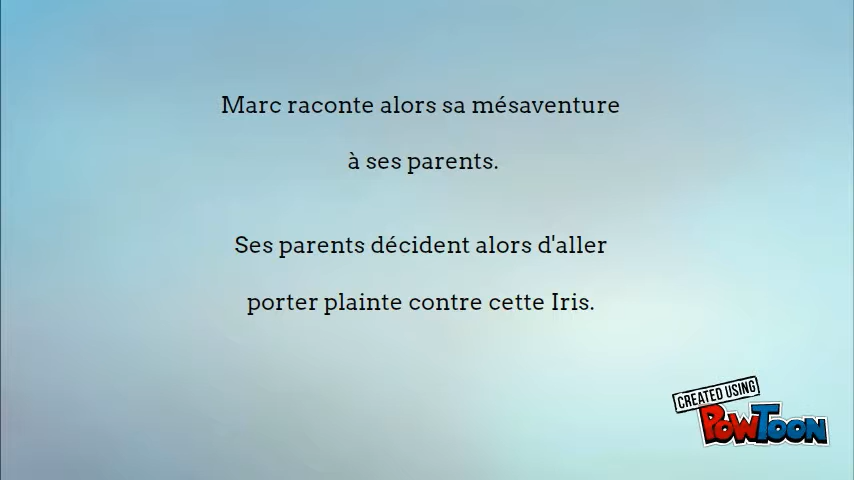 Marc raconte alors sa mésaventure
à ses parents.
Ses parents décident alors d'aller
porter plainte contre cette Iris.
CREATED USING
POWTOON